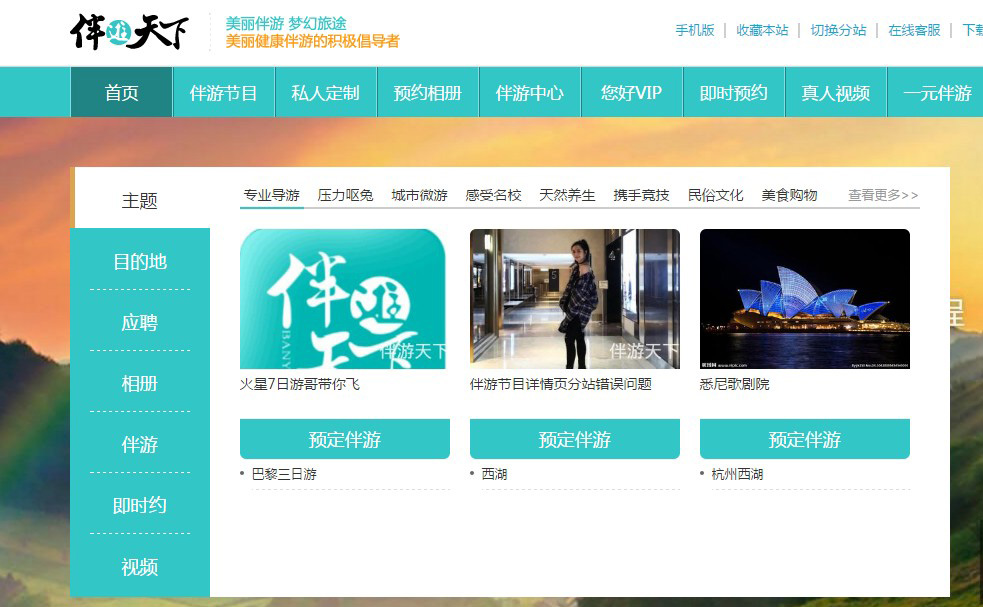 伴游天下
美丽伴游 梦幻旅途
美丽健康伴游的积极倡导者
手机版 | 收藏本站 | 切换分站 | 在线客服 | 下载
首页 伴游节目 私人定制 预约相册 伴游中心 您好VIP 即时预约 真人视频 一元伴游
主题
目的地
应聘
相册
伴游
即时约
视频
专业导游 压力呕免 城市微游 感受名校 天然养生 携手竞技 民俗文化 美食购物 查看更多>>
伴游天下
伴游天下
伴游天下
火星7日游哥带你飞
伴游节目详情页分站错误问题
悉尼歌剧院
预定伴游 预定伴游 预定伴游
• 巴黎三日游
• 西湖
• 杭州西湖
程